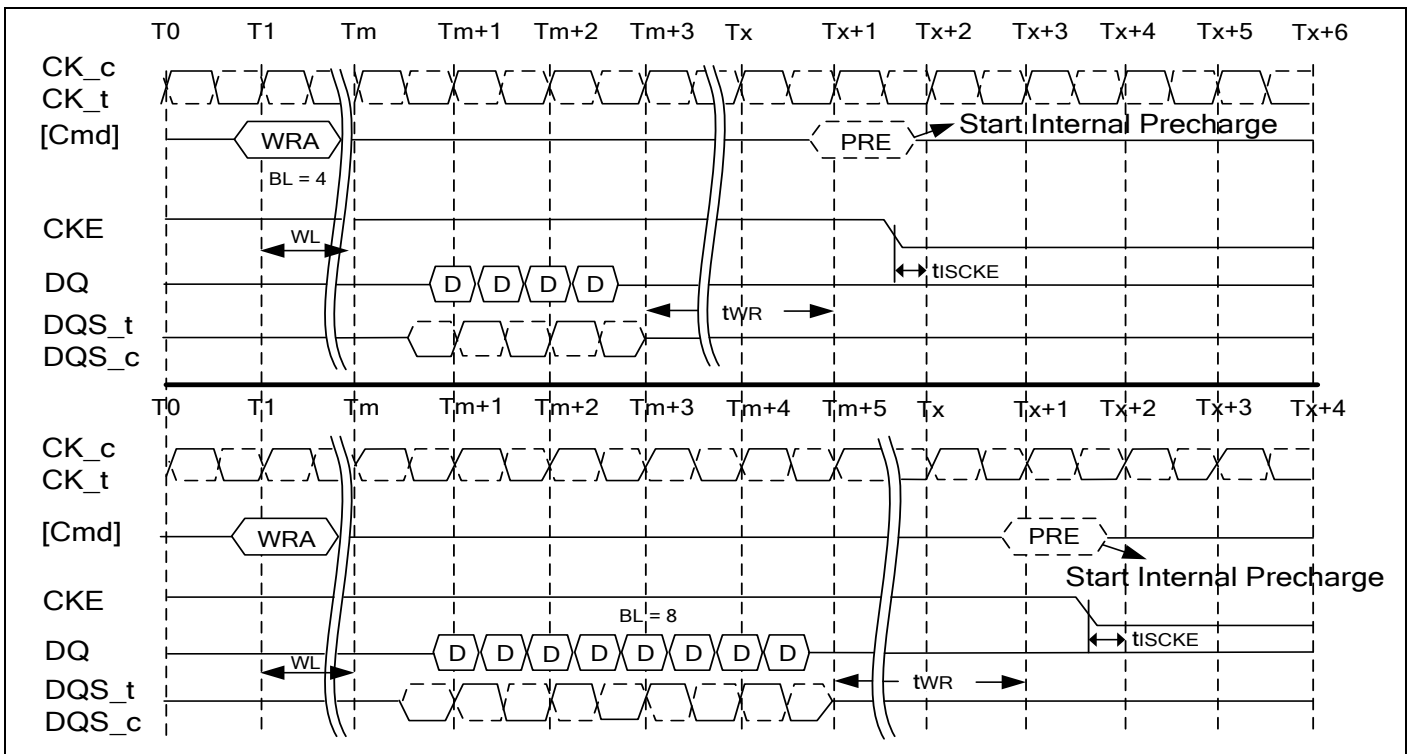 T0 T1 Tm Tm+1 Tm+2 Tm+3 Tx Tx+1 Tx+2 Tx+3 Tx+4 Tx+5 Tx+6
CK_c
CK_t
[Cmd] WRA PRE Start Internal Precharge
BL = 4
CKE
WL
DQ D D D D tISCKE
DQS_t tWR
DQS_c
T0 T1 Tm Tm+1 Tm+2 Tm+3 Tm+4 Tm+5 Tx Tx+1 Tx+2 Tx+3 Tx+4
CK_c
CK_t
[Cmd] WRA PRE
Start Internal Precharge
CKE
BL = 8
DQ WL D D D D D D D D tISCKE
DQS_t tWR
DQS_c